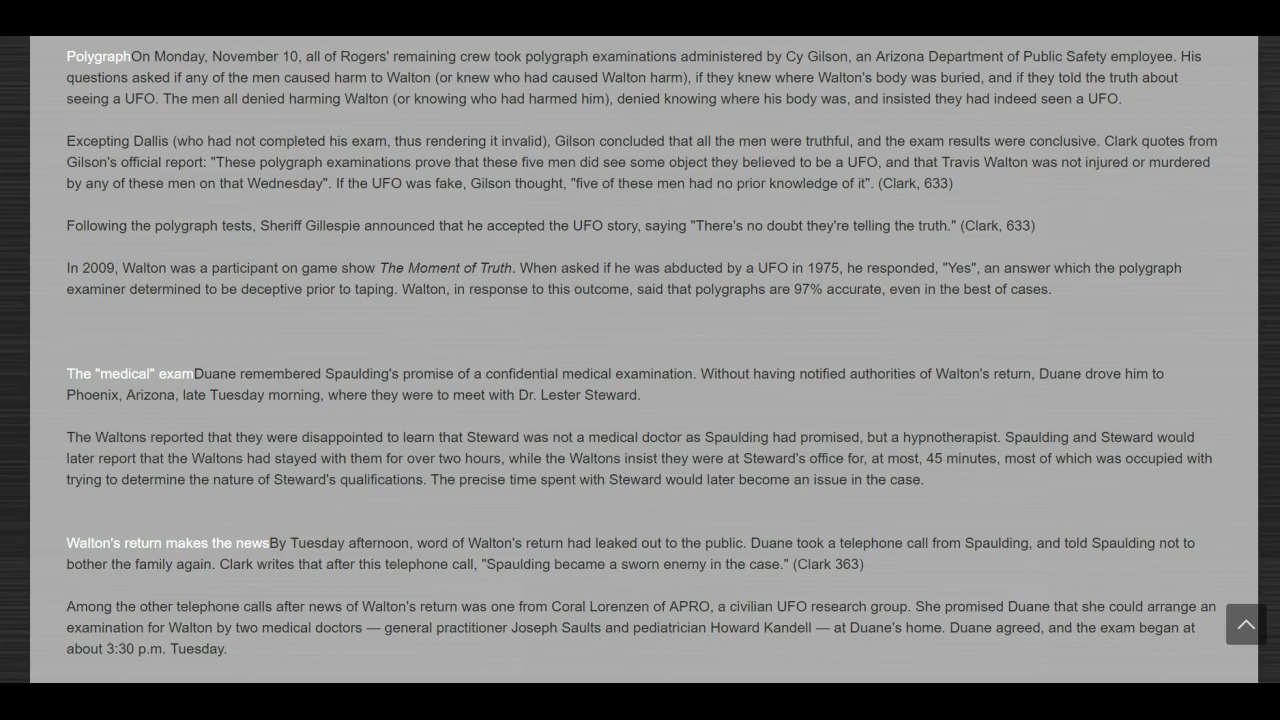 PolygraphOn Monday, November 10, all of Rogers' remaining crew took polygraph examinations administered by Cy Gilson, an Arizona Department of Public Safety employee. His
questions asked if any of the men caused harm to Walton (or knew who had caused Walton harm), if they knew where Walton's body was buried, and if they told the truth about
seeing a UFO. The men all denied harming Walton (or knowing who had harmed him), denied knowing where his body was, and insisted they had indeed seen a UFO.
Excepting Dallis (who had not completed his exam, thus rendering it invalid), Gilson concluded that all the men were truthful, and the exam results were conclusive. Clark quotes from
Gilson's official report: "These polygraph examinations prove that these five men did see some object they believed to be a UFO, and that Travis Walton was not injured or murdered
by any of these men on that Wednesday". If the UFO was fake, Gilson thought, "five of these men had no prior knowledge of it". (Clark, 633)
Following the polygraph tests, Sheriff Gillespie announced that he accepted the UFO story, saying "There's no doubt they're telling the truth." (Clark, 633)
In 2009, Walton was a participant on game show The Moment of Truth. When asked if he was abducted by a UFO in 1975, he responded, "Yes", an answer which the polygraph
examiner determined to be deceptive prior to taping. Walton, in response to this outcome, said that polygraphs are 97% accurate, even in the best of cases.
The "medical" examDuane remembered Spaulding's promise of a confidential medical examination. Without having notified authorities of Walton's return, Duane drove him to
Phoenix, Arizona, late Tuesday morning, where they were to meet with Dr. Lester Steward.
The Waltons reported that they were disappointed to learn that Steward was not a medical doctor as Spaulding had promised, but a hypnotherapist. Spaulding and Steward would
later report that the Waltons had stayed with them for over two hours, while the Waltons insist they were at Steward's office for, at most, 45 minutes, most of which was occupied with
trying to determine the nature of Steward's qualifications. The precise time spent with Steward would later become an issue in the case.
Walton's return makes the newsBy Tuesday afternoon, word of Walton's return had leaked out to the public. Duane took a telephone call from Spaulding, and told Spaulding not to
bother the family again. Clark writes that after this telephone call, "Spaulding became a sworn enemy in the case." (Clark 363)
Among the other telephone calls after news of Walton's return was one from Coral Lorenzen of APRO, a civilian UFO research group. She promised Duane that she could arrange an
examination for Walton by two medical doctors — general practitioner Joseph Saults and pediatrician Howard Kandell — at Duane's home. Duane agreed, and the exam began at
about 3:30 p.m. Tuesday.